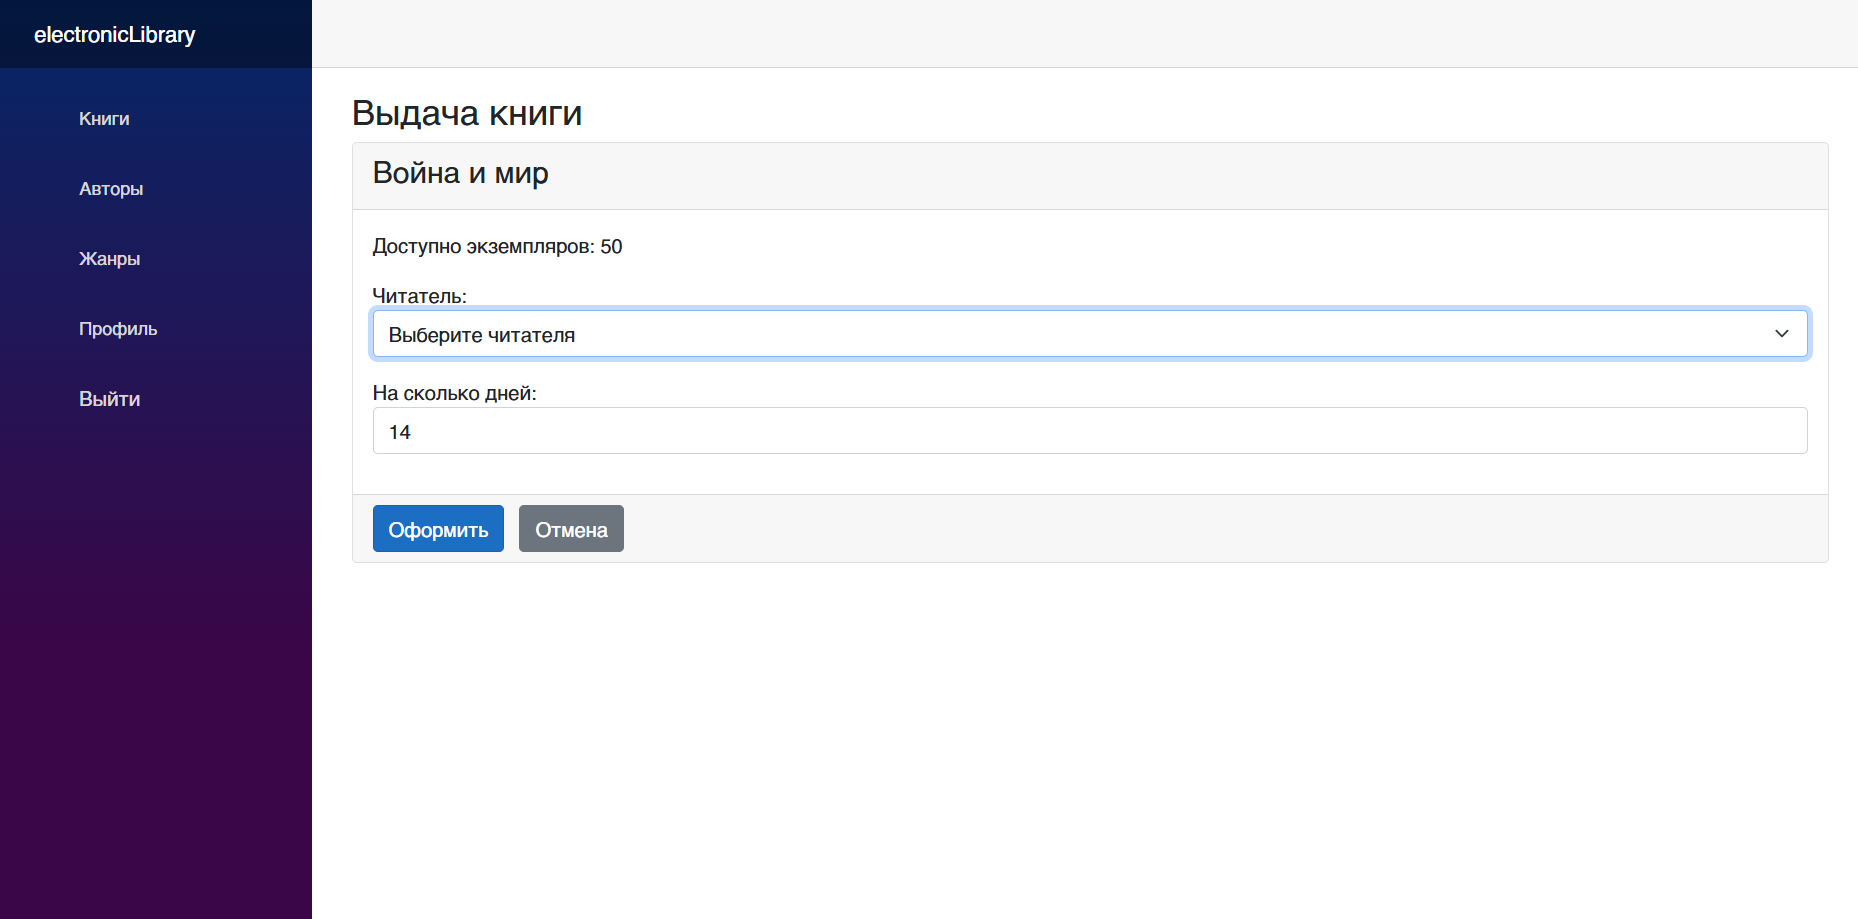 electronicLibrary
Книги
Авторы
Жанры
Профиль
Выйти
Выдача книги
Война и мир
Доступно экземпляров: 50
Читатель:
Выберите читателя
На сколько дней:
14
Оформить
Отмена